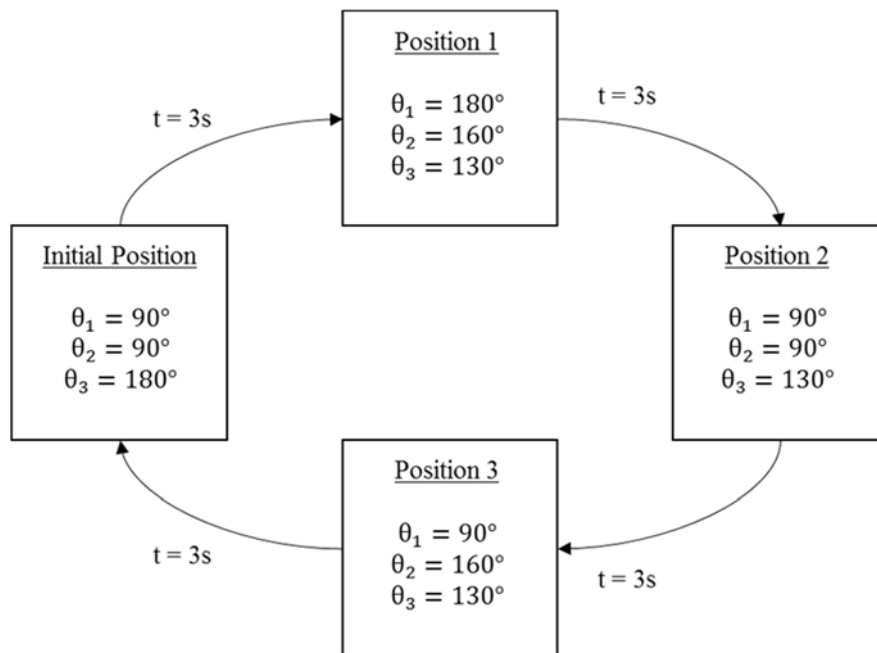 Position 1
θ₁ = 180°
θ₂ = 160°
θ₃ = 130°
t = 3s
t = 3s
Initial Position
θ₁ = 90°
θ₂ = 90°
θ₃ = 180°
Position 2
θ₁ = 90°
θ₂ = 90°
θ₃ = 130°
Position 3
θ₁ = 90°
θ₂ = 160°
θ₃ = 130°
t = 3s
t = 3s